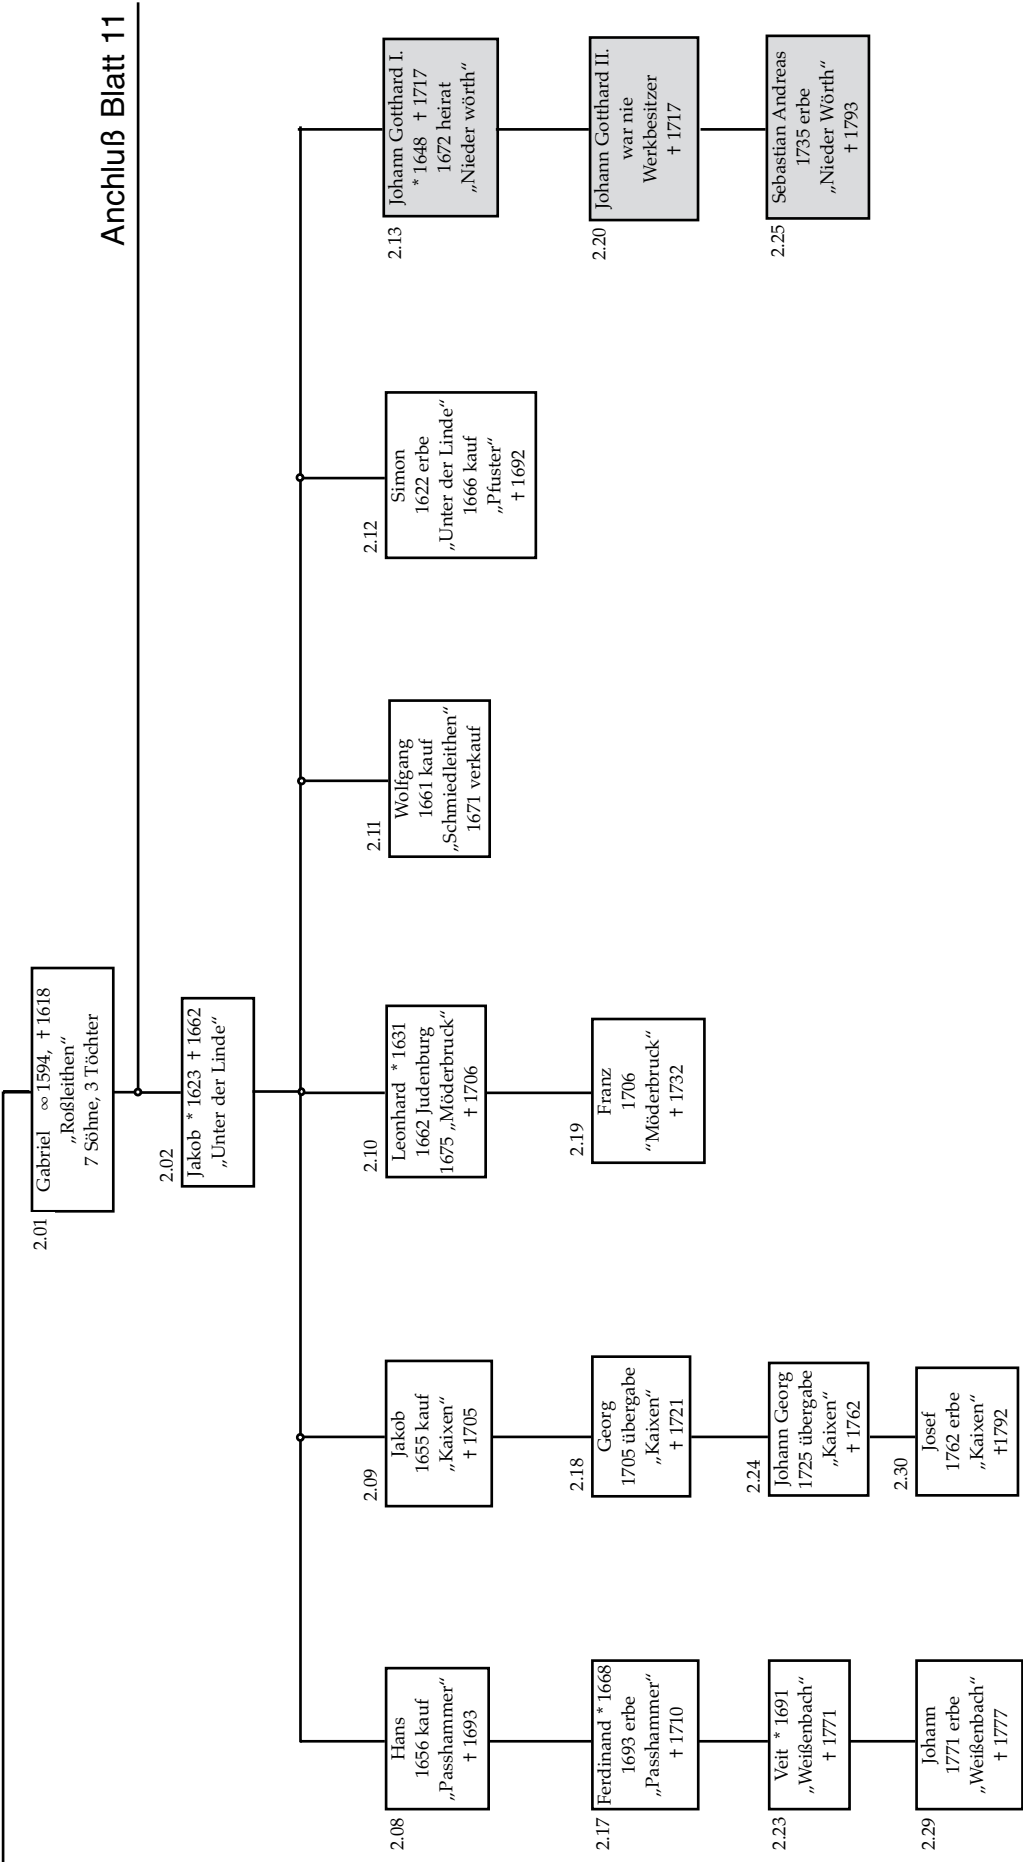 Anchluß Blatt 11
2.01
Gabriel ∞ 1594, † 1618
„Roßleithen“
7 Söhne, 3 Töchter
2.02
Jakob * 1623 † 1662
„Unter der Linde“
2.08
Hans
1656 kauf
„Passhammer“
† 1693
2.09
Jakob
1655 kauf
„Kaixen“
† 1705
2.10
Leonhard * 1631
1662 Judenburg
1675 „Möderbruck“
† 1706
2.11
Wolfgang
1661 kauf
„Schmiedleithen“
1671 verkauf
2.12
Simon
1622 erbe
„Unter der Linde“
1666 kauf
„Pfuster“
† 1692
2.13
Johann Gotthard I.
* 1648 † 1717
1672 heirat
„Nieder wörth“
2.17
Ferdinand * 1668
1693 erbe
„Passhammer“
† 1710
2.18
Georg
1705 übergabe
„Kaixen“
† 1721
2.19
Franz
1706
“Möderbruck“
† 1732
2.20
Johann Gotthard II.
war nie
Werkbesitzer
† 1717
2.23
Veit * 1691
„Weißenbach“
† 1771
2.24
Johann Georg
1725 übergabe
„Kaixen“
† 1762
2.25
Sebastian Andreas
1735 erbe
„Nieder Wörth“
† 1793
2.29
Johann
1771 erbe
„Weißenbach“
† 1777
2.30
Josef
1762 erbe
„Kaixen“
†1792